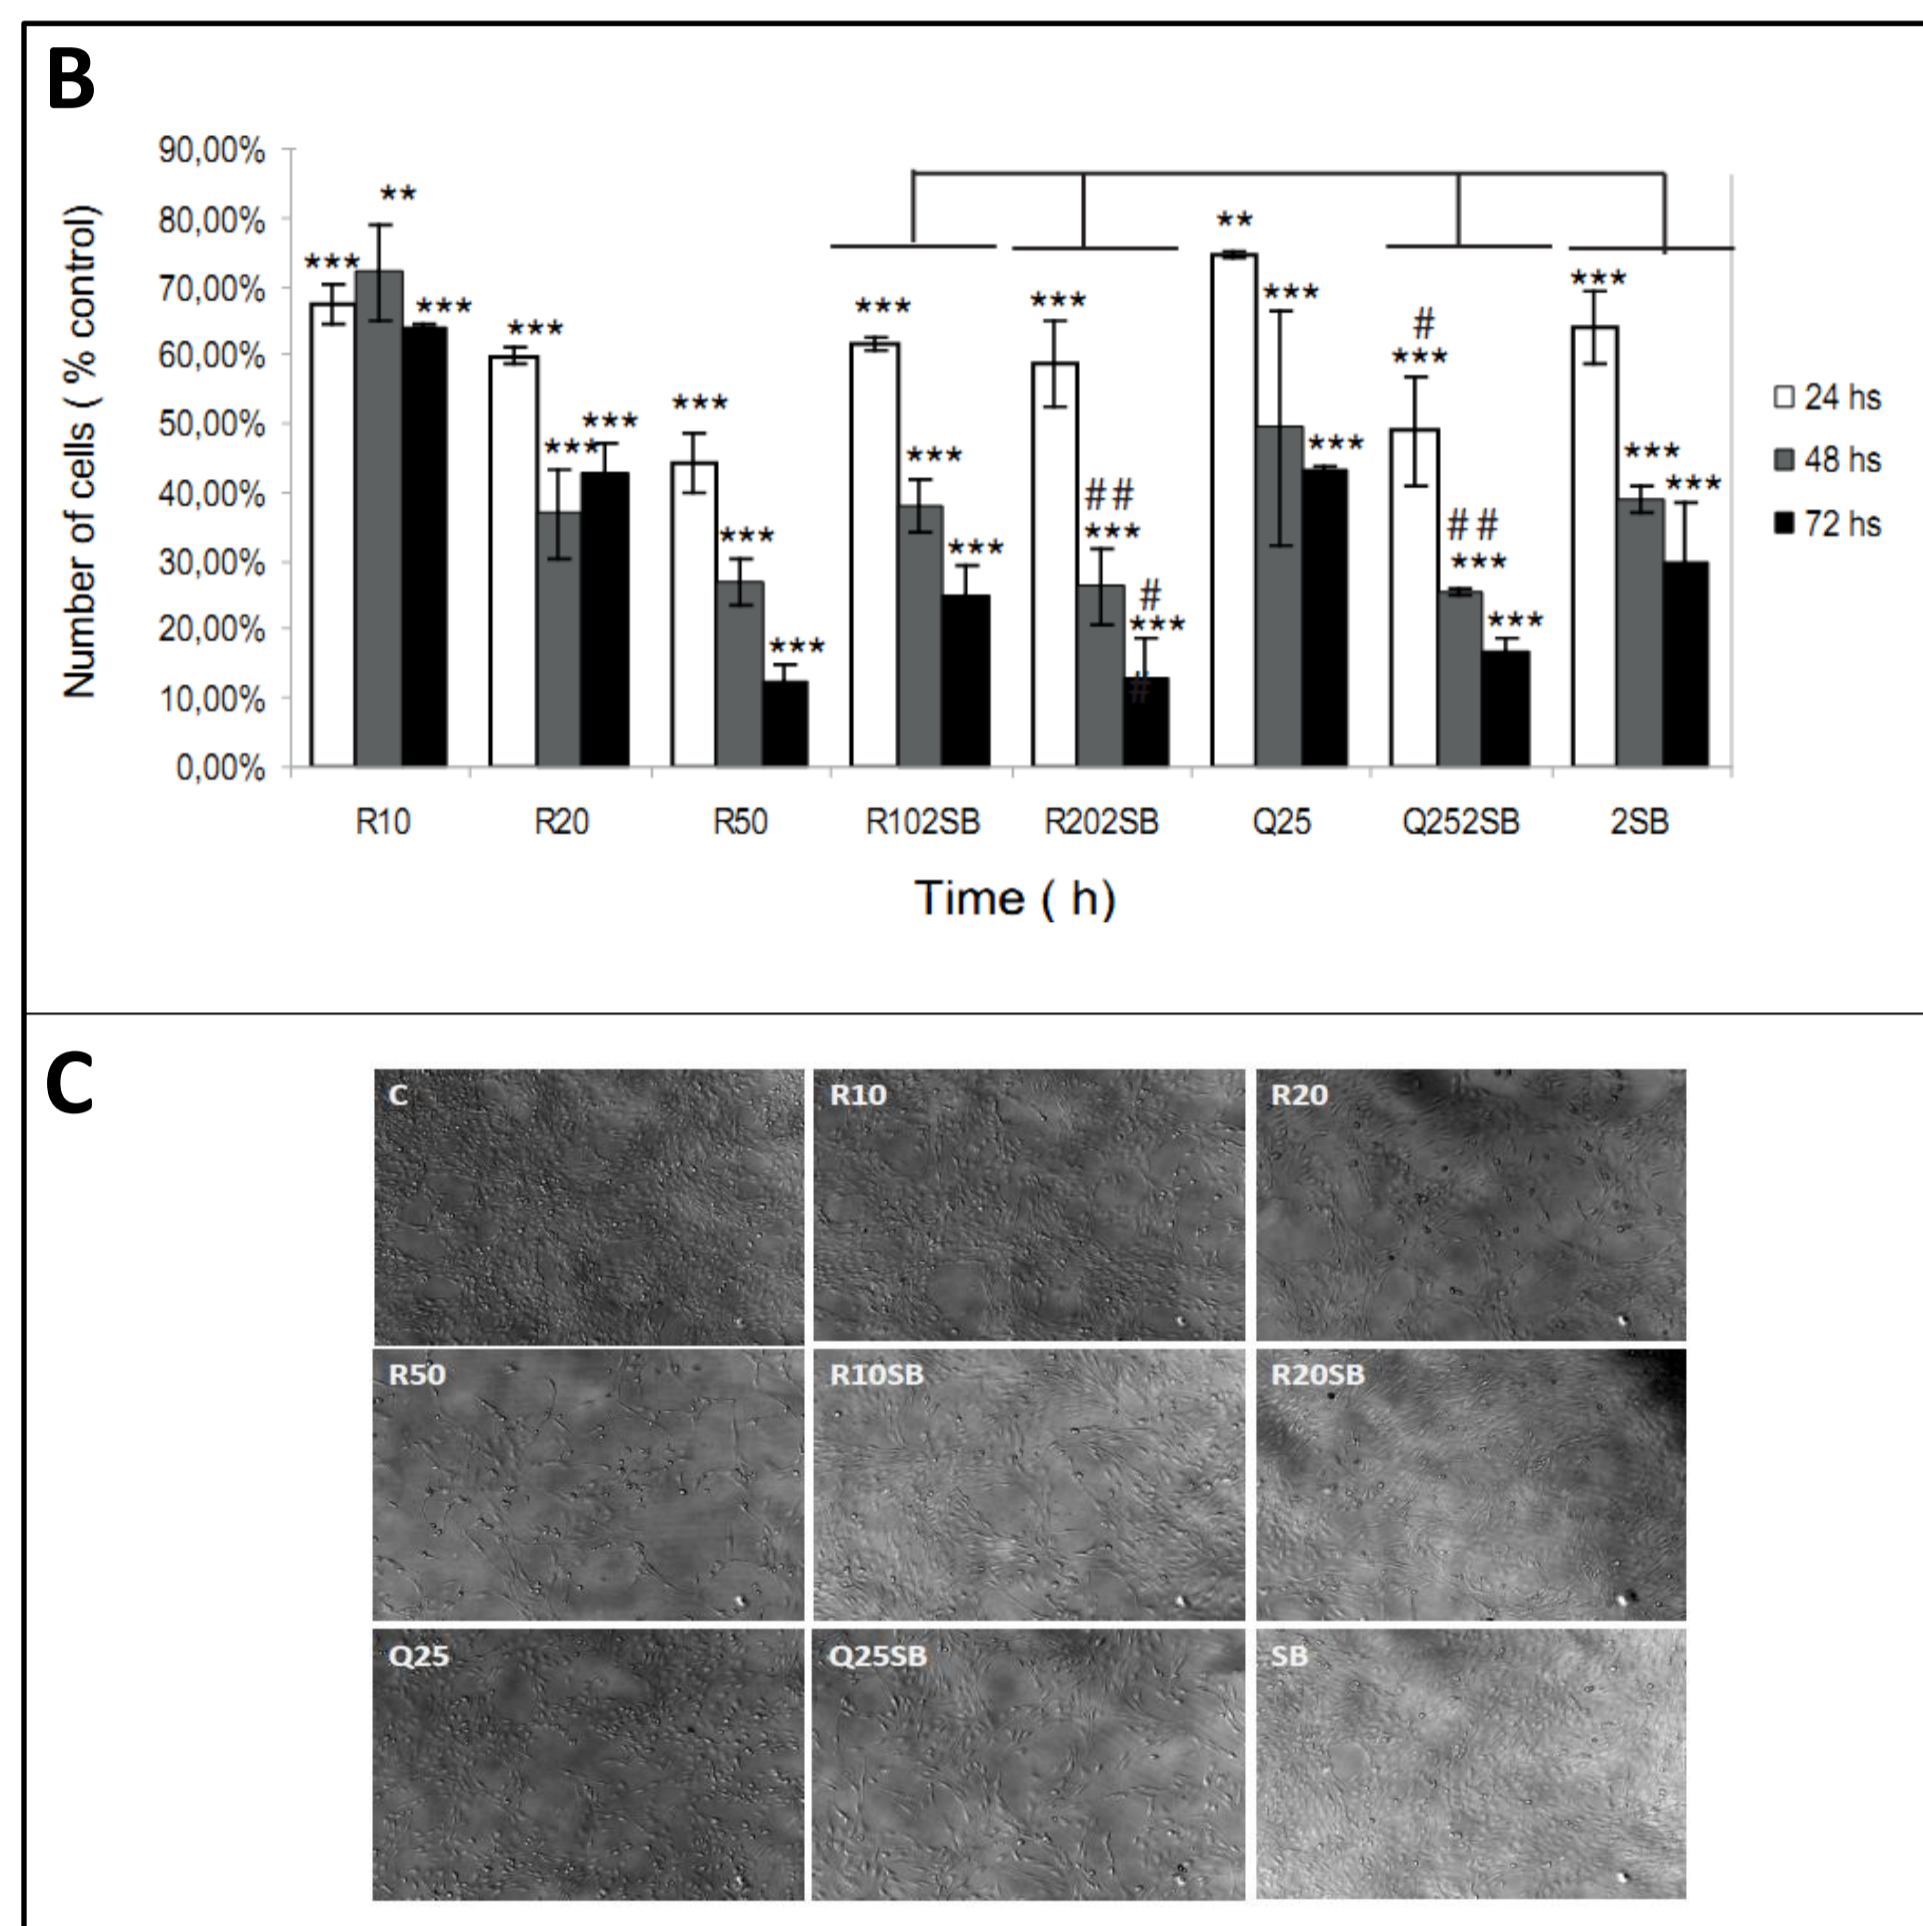 B
Number of cells ( % control)
90,00%
80,00%
70,00%
60,00%
50,00%
40,00%
30,00%
20,00%
10,00%
0,00%
*** ** ***
*** *** ***
*** *** ***
*** *** ***
*** ## *** # *** #
** *** ***
# *** ## *** ***
*** *** ***
24 hs
48 hs
72 hs
R10 R20 R50 R102SB R202SB Q25 Q252SB 2SB
Time ( h)
C
C R10 R20
R50 R10SB R20SB
Q25 Q25SB SB